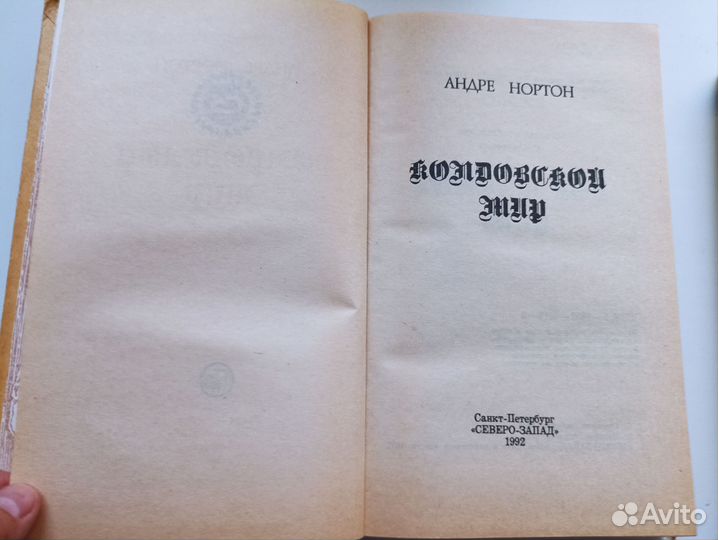 АНДРЕ НОРТОН
КОЛДОВСКОЙ
МИР
Санкт-Петербург
«СЕВЕРО-ЗАПАД»
1992
Avito